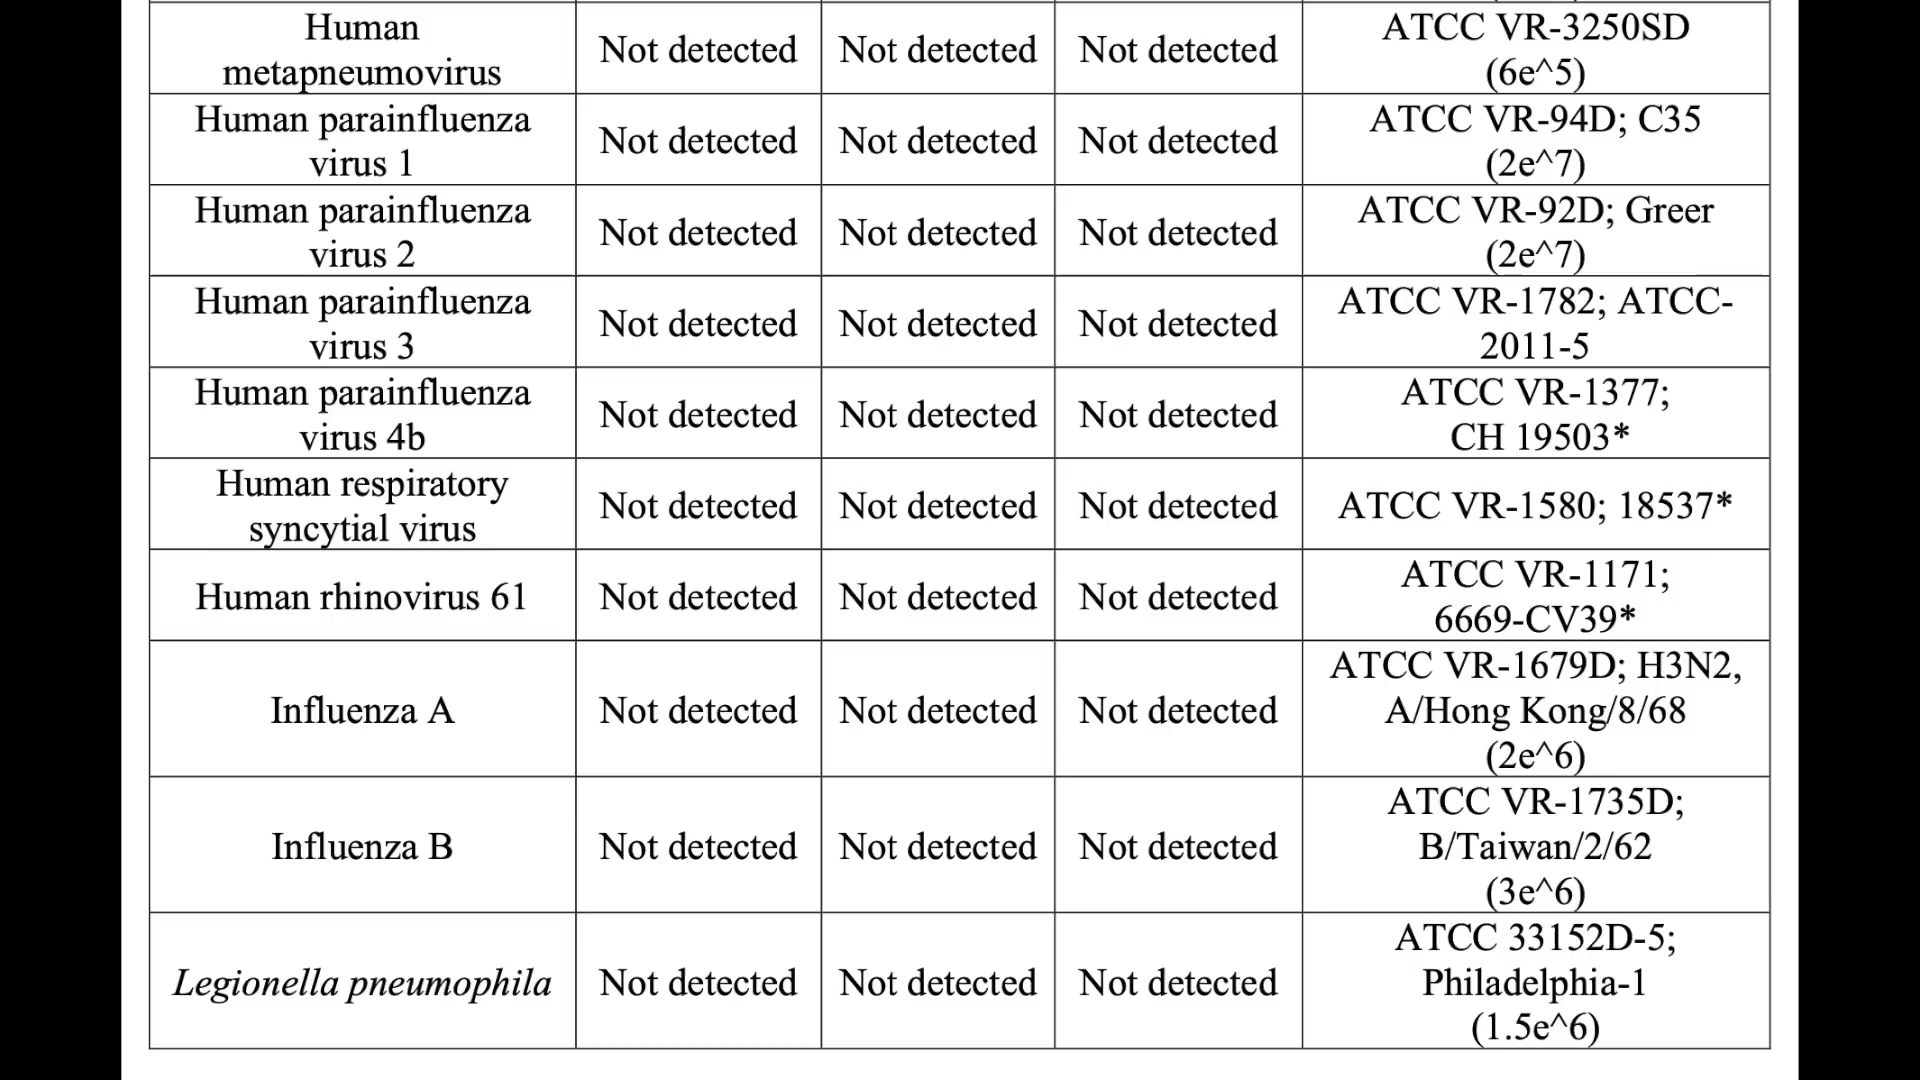 Human
metapneumovirus
Not detected
Not detected
Not detected
ATCC VR-3250SD
(6e^5)
Human parainfluenza
virus 1
Not detected
Not detected
Not detected
ATCC VR-94D; C35
(2e^7)
Human parainfluenza
virus 2
Not detected
Not detected
Not detected
ATCC VR-92D; Greer
(2e^7)
Human parainfluenza
virus 3
Not detected
Not detected
Not detected
ATCC VR-1782; ATCC-
2011-5
Human parainfluenza
virus 4b
Not detected
Not detected
Not detected
ATCC VR-1377;
CH 19503*
Human respiratory
syncytial virus
Not detected
Not detected
Not detected
ATCC VR-1580; 18537*
Human rhinovirus 61
Not detected
Not detected
Not detected
ATCC VR-1171;
6669-CV39*
Influenza A
Not detected
Not detected
Not detected
ATCC VR-1679D; H3N2,
A/Hong Kong/8/68
(2e^6)
Influenza B
Not detected
Not detected
Not detected
ATCC VR-1735D;
B/Taiwan/2/62
(3e^6)
Legionella pneumophila
Not detected
Not detected
Not detected
ATCC 33152D-5;
Philadelphia-1
(1.5e^6)